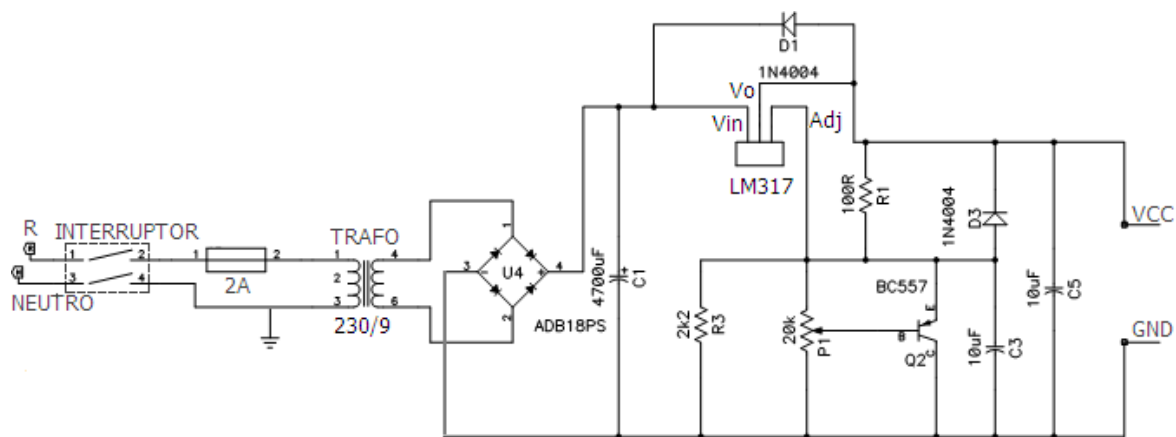 D1
1N4004
Vo
Vin
Adj
LM317
100R
R1
1N4004
D3
VCC
R
INTERRUPTOR
1
2
3
4
NEUTRO
1
2
2A
TRAFO
1
2
3
4
6
230/9
1
3
U4
4
2
ADB18PS
4700uF
+
C1
2k2
R3
20k
P1
BC557
E
B
Q2
C
10uF
C3
10uF
C5
GND